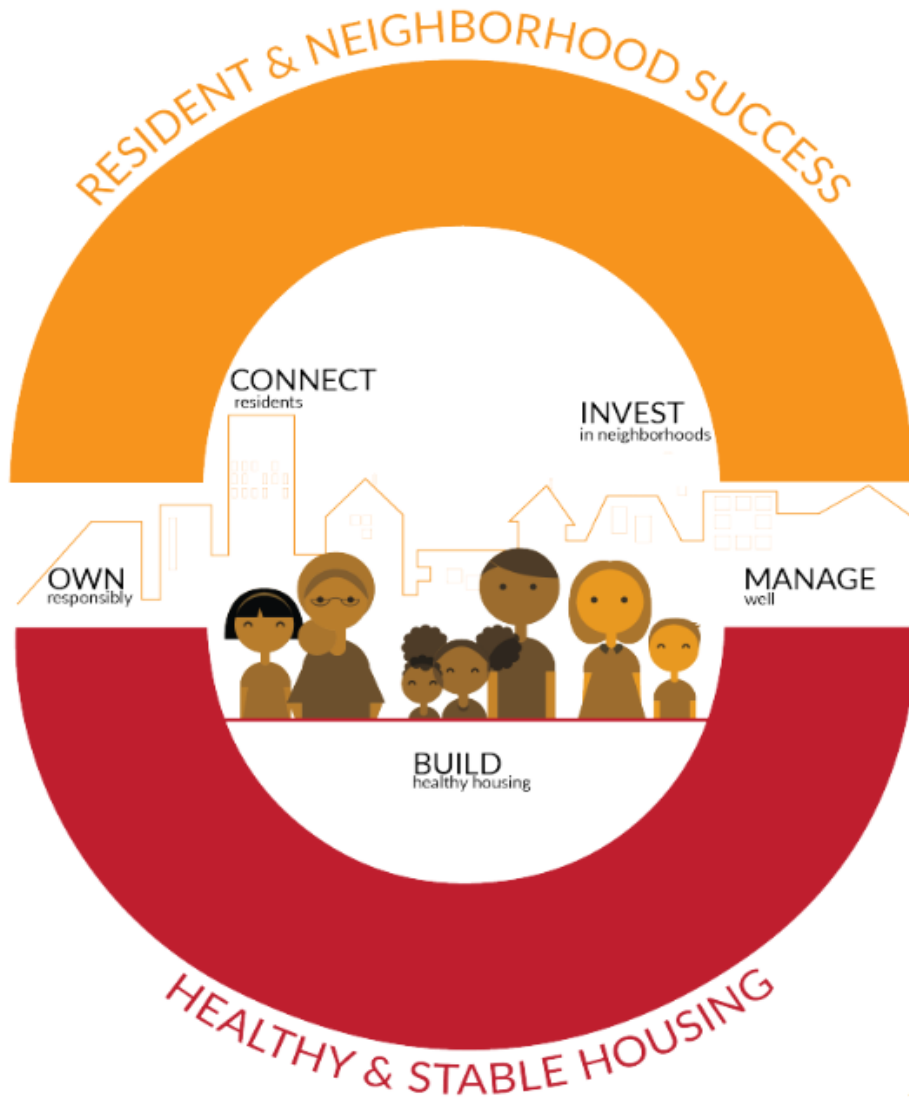 RESIDENT & NEIGHBORHOOD SUCCESS
CONNECT
residents
INVEST
in neighborhoods
OWN
responsibly
MANAGE
well
BUILD
healthy housing
HEALTHY & STABLE HOUSING